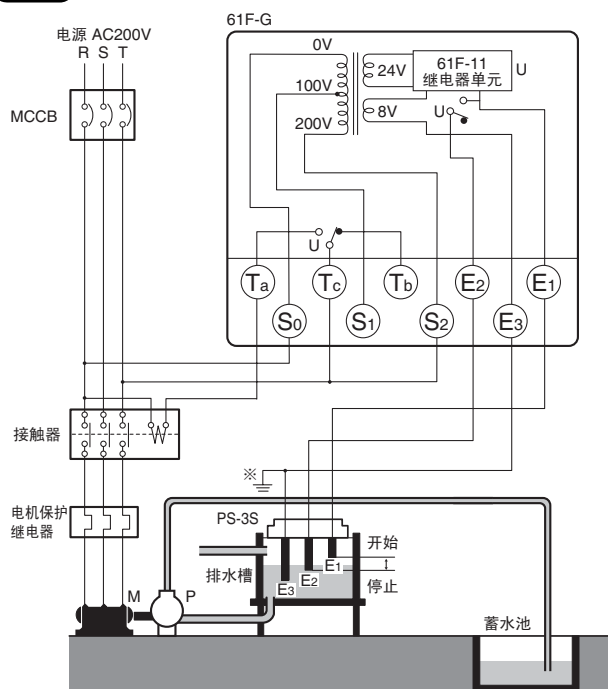 61F-G
电源 AC200V
R S T
MCCB
0V
100V
200V
24V
8V
61F-11
继电器单元
U
U
U
Ta
Tc
Tb
E2
E1
S0
S1
S2
E3
接触器
※
电机保护
继电器
PS-3S
M
P
排水槽
E3
E2
E1
开始
停止
蓄水池